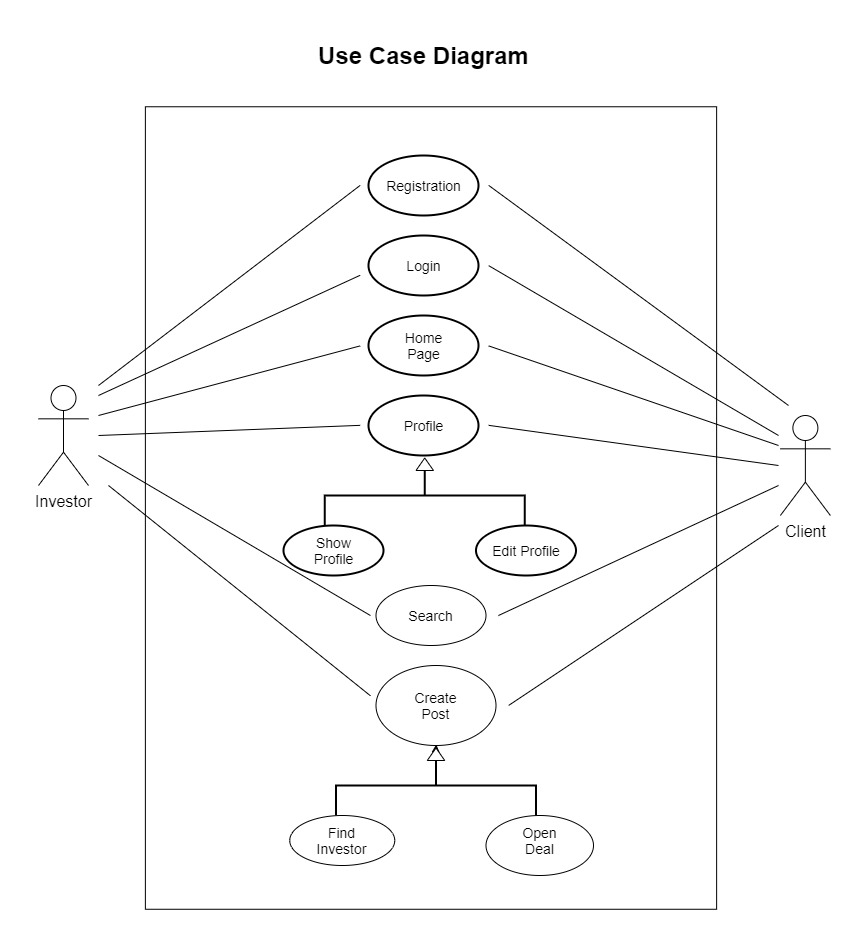 Use Case Diagram
Registration
Login
Home
Page
Profile
Investor
Client
Show
Profile
Edit Profile
Search
Create
Post
Find
Investor
Open
Deal